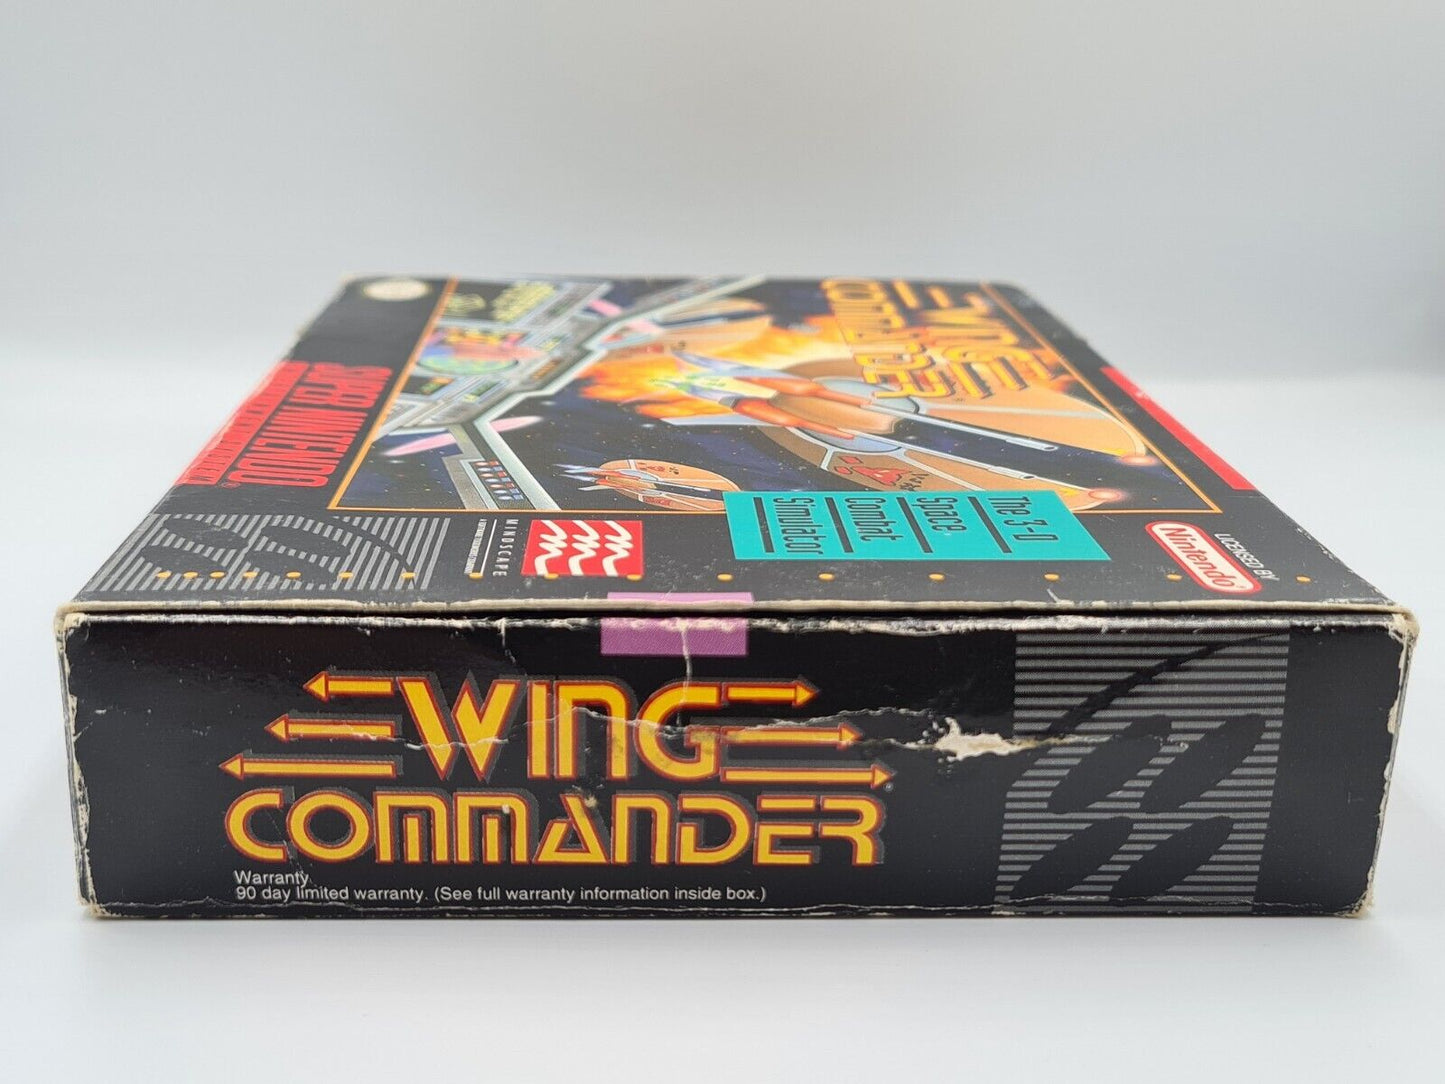 WING
COMMANDER
SUPER NINTENDO
MINDSCAPE
The 3-D
Space
Combat
Simulator
LICENSED BY
Nintendo
WING
COMMANDER
Warranty
90 day limited warranty. (See full warranty information inside box.)